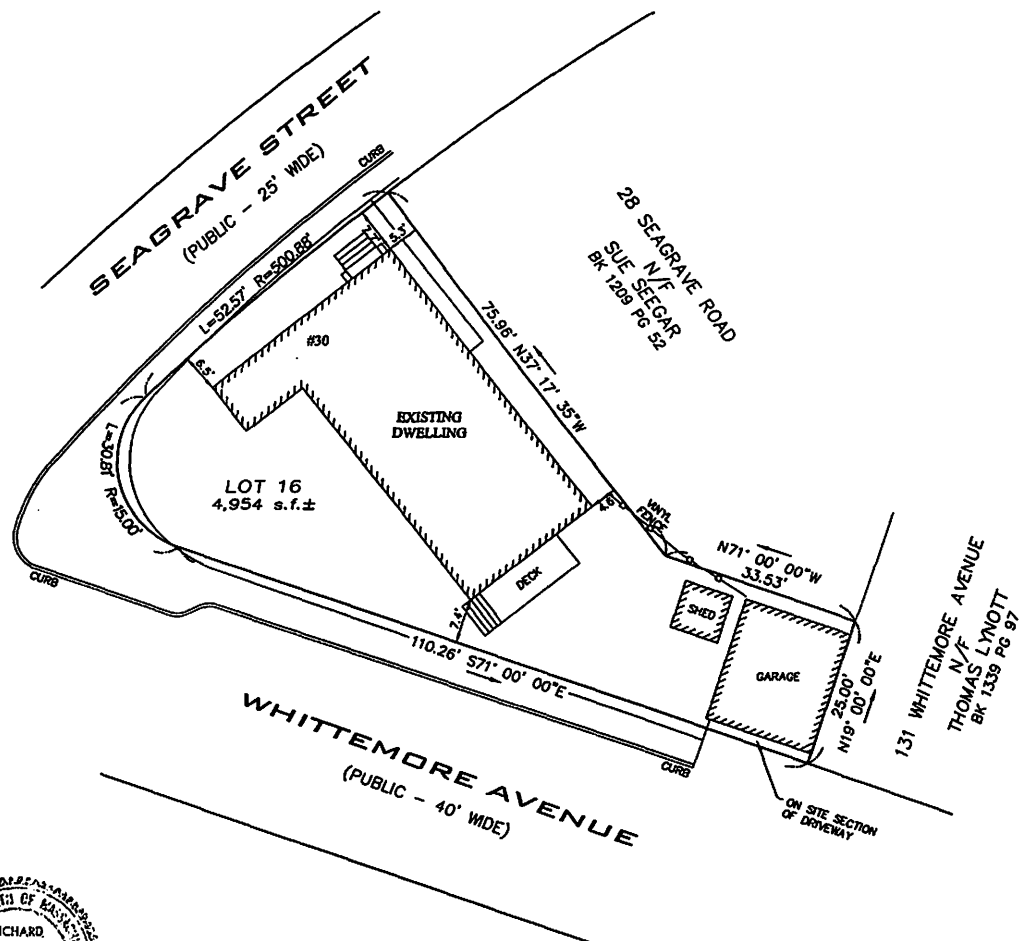 SEAGRAVE STREET
(PUBLIC - 25' WIDE)
CURB
L=52.57' R=500.88'
7.7'
5.3'
28 SEAGRAVE ROAD
N/F
SUE SEEGAR
BK 1209 PG 52
75.96' N37° 17' 35"W
#30
6.5'
EXISTING
DWELLING
L=30.81' R=15.00'
LOT 16
4,954 s.f.±
4.8'
VINYL
FENCE
N71° 00' 00"W
33.53'
DECK
SHED
7.4'
GARAGE
25.00'
N19° 00' 00"E
131 WHITTEMORE AVENUE
N/F
THOMAS LYNOTT
BK 1339 PG 97
CURB
110.26' S71° 00' 00"E
WHITTEMORE AVENUE
(PUBLIC - 40' WIDE)
CURB
ON SITE SECTION
OF DRIVEWAY
OF